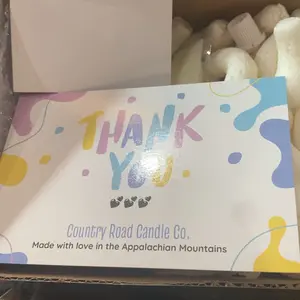 THANK
YOU
💕💕💕
Country Road Candle Co.
Made with love in the Appalachian Mountains